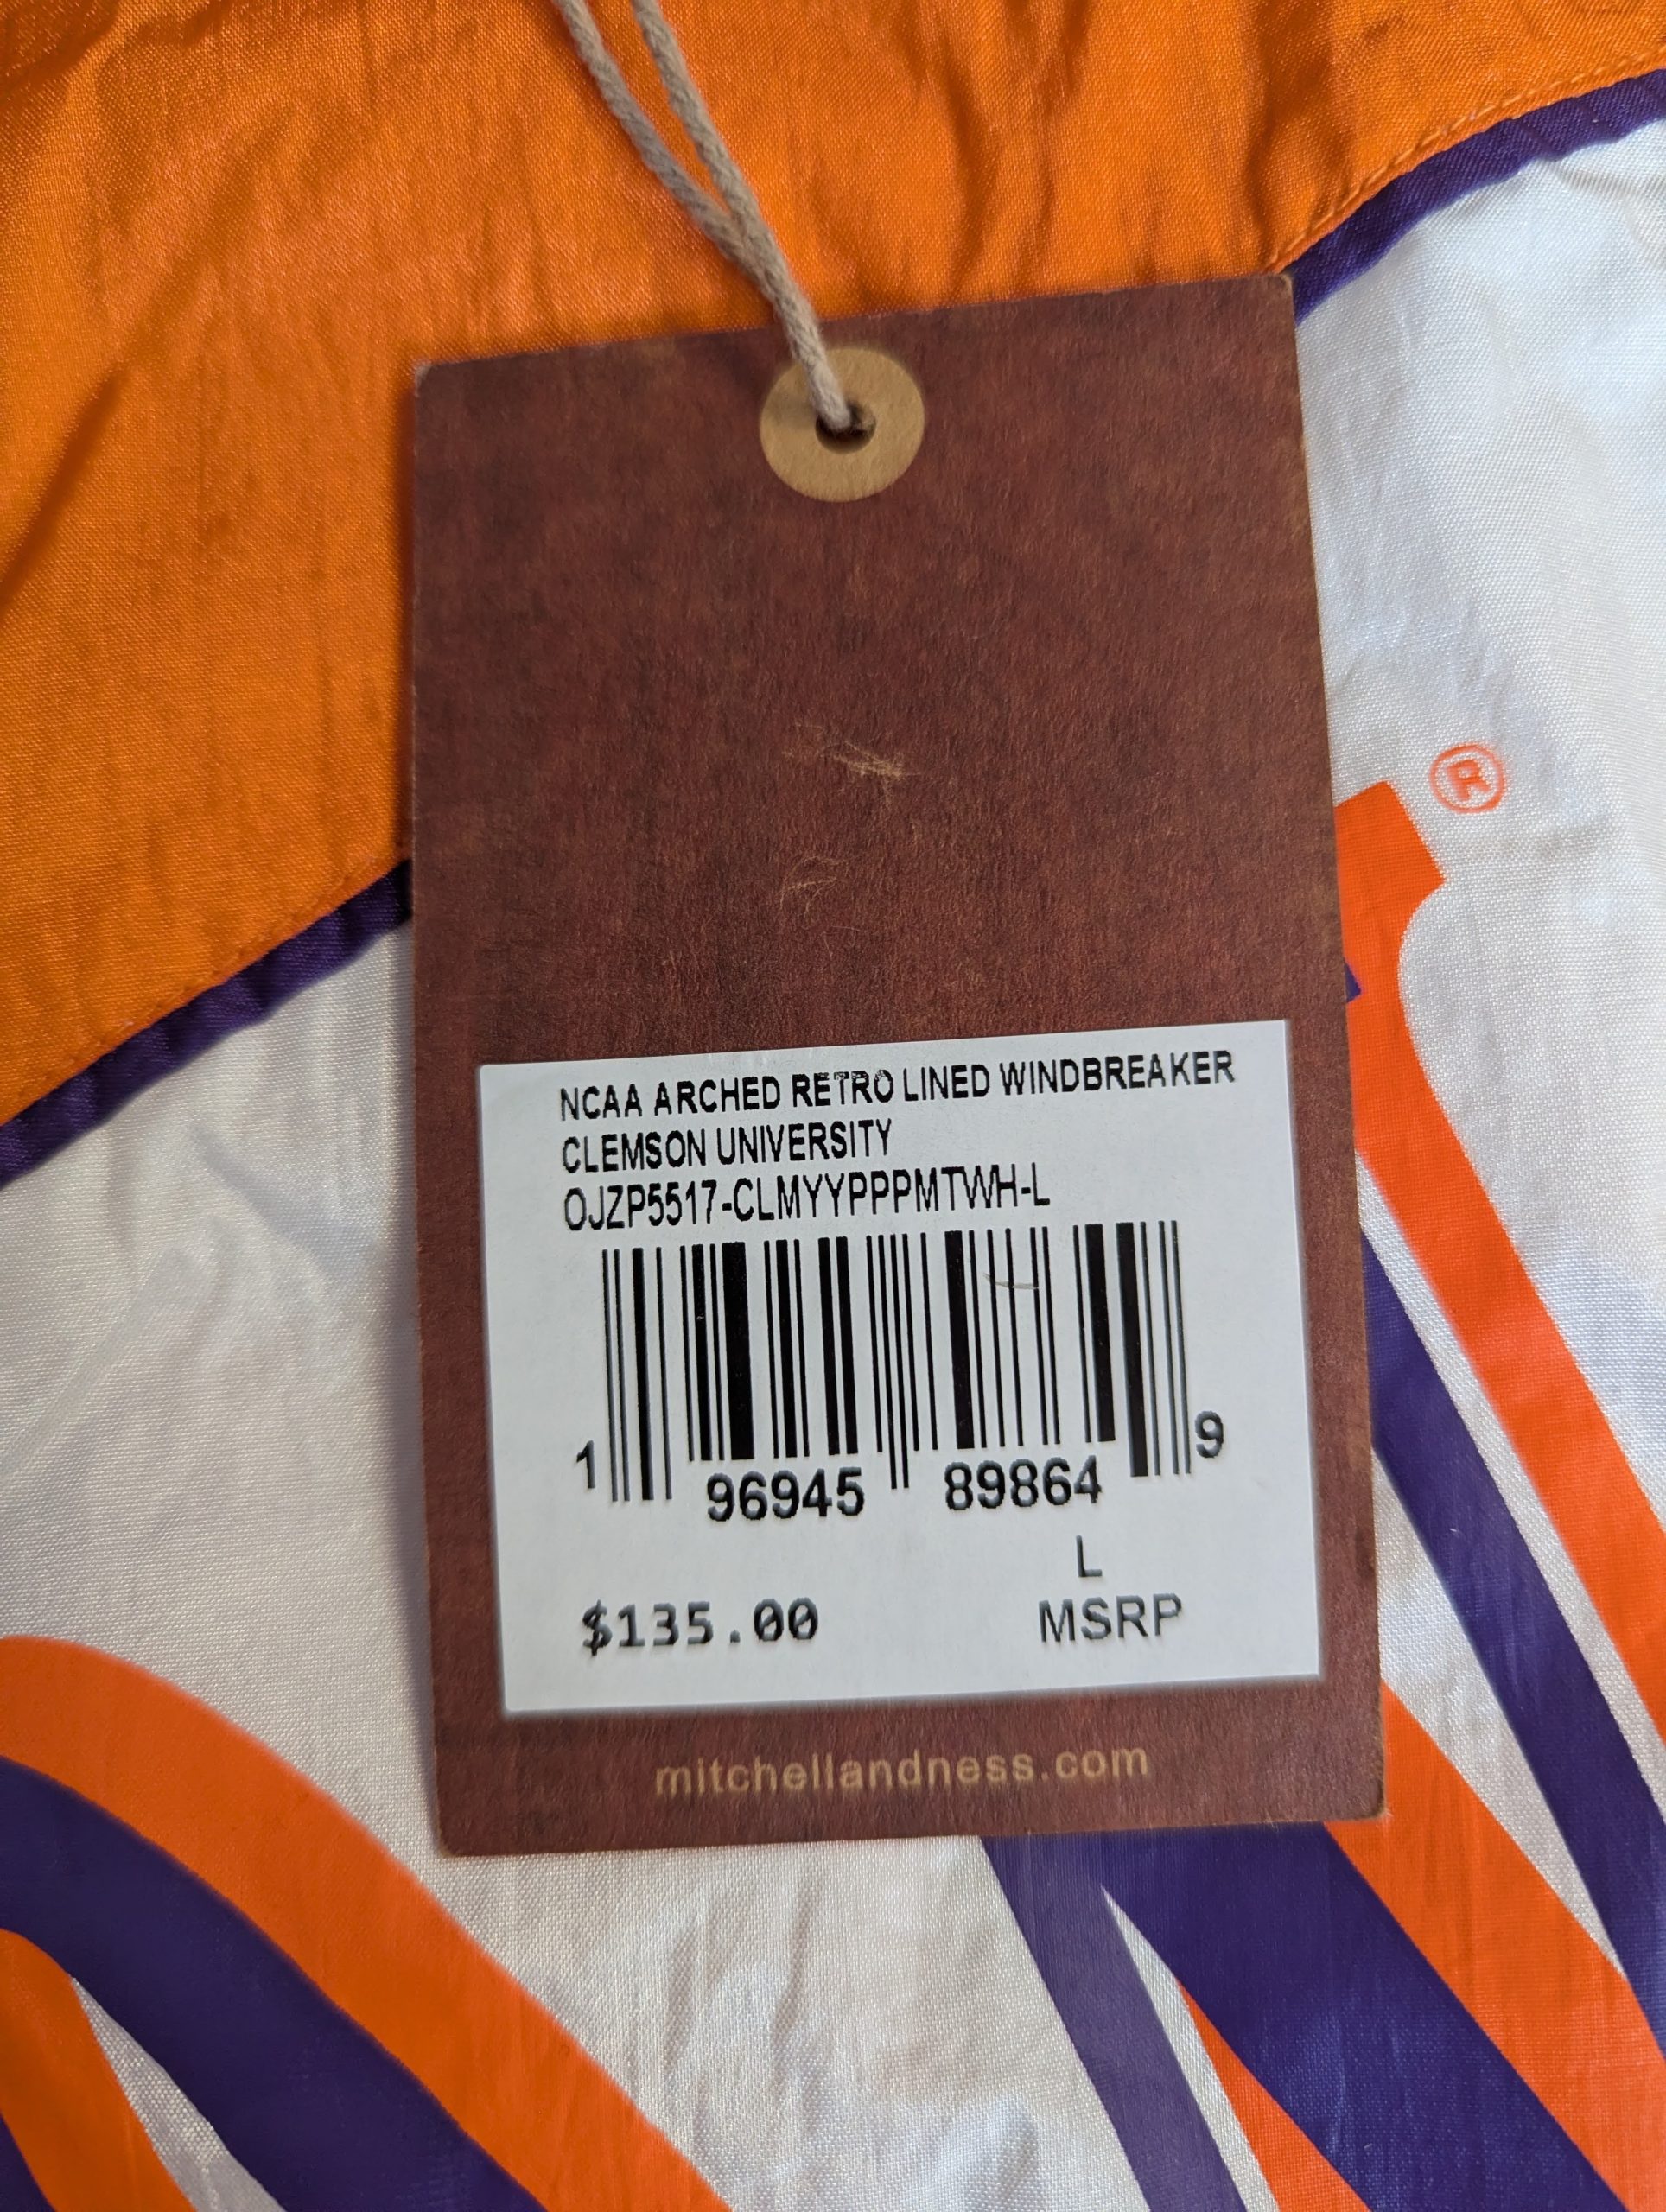 NCAA ARCHED RETRO LINED WINDBREAKER
CLEMSON UNIVERSITY
OJZP5517-CLMYYPPPMTWH-L
1 96945 89864 9
L
$135.00 MSRP
mitchellandness.com
®